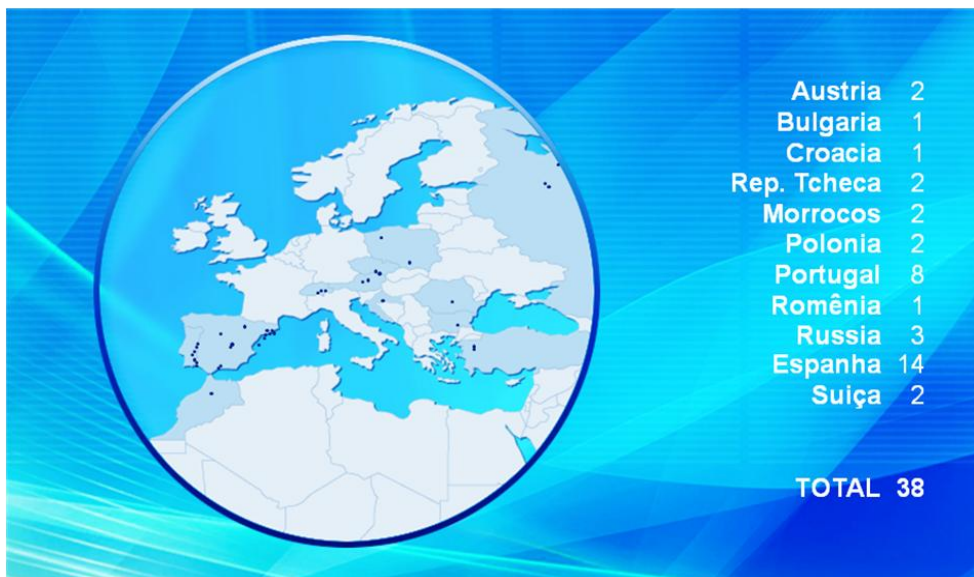 Austria 2
Bulgaria 1
Croacia 1
Rep. Tcheca 2
Morrocos 2
Polonia 2
Portugal 8
Romênia 1
Russia 3
Espanha 14
Suiça 2
TOTAL 38